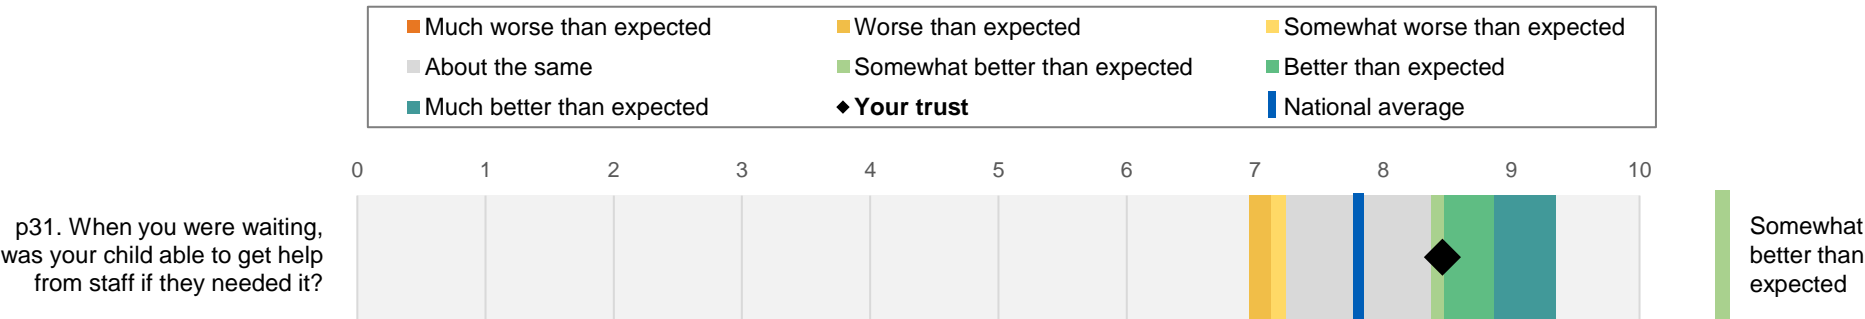 Much worse than expected
Worse than expected
Somewhat worse than expected
About the same
Somewhat better than expected
Better than expected
Much better than expected
Your trust
National average
0 1 2 3 4 5 6 7 8 9 10
p31. When you were waiting,
was your child able to get help
from staff if they needed it?
Somewhat
better than
expected